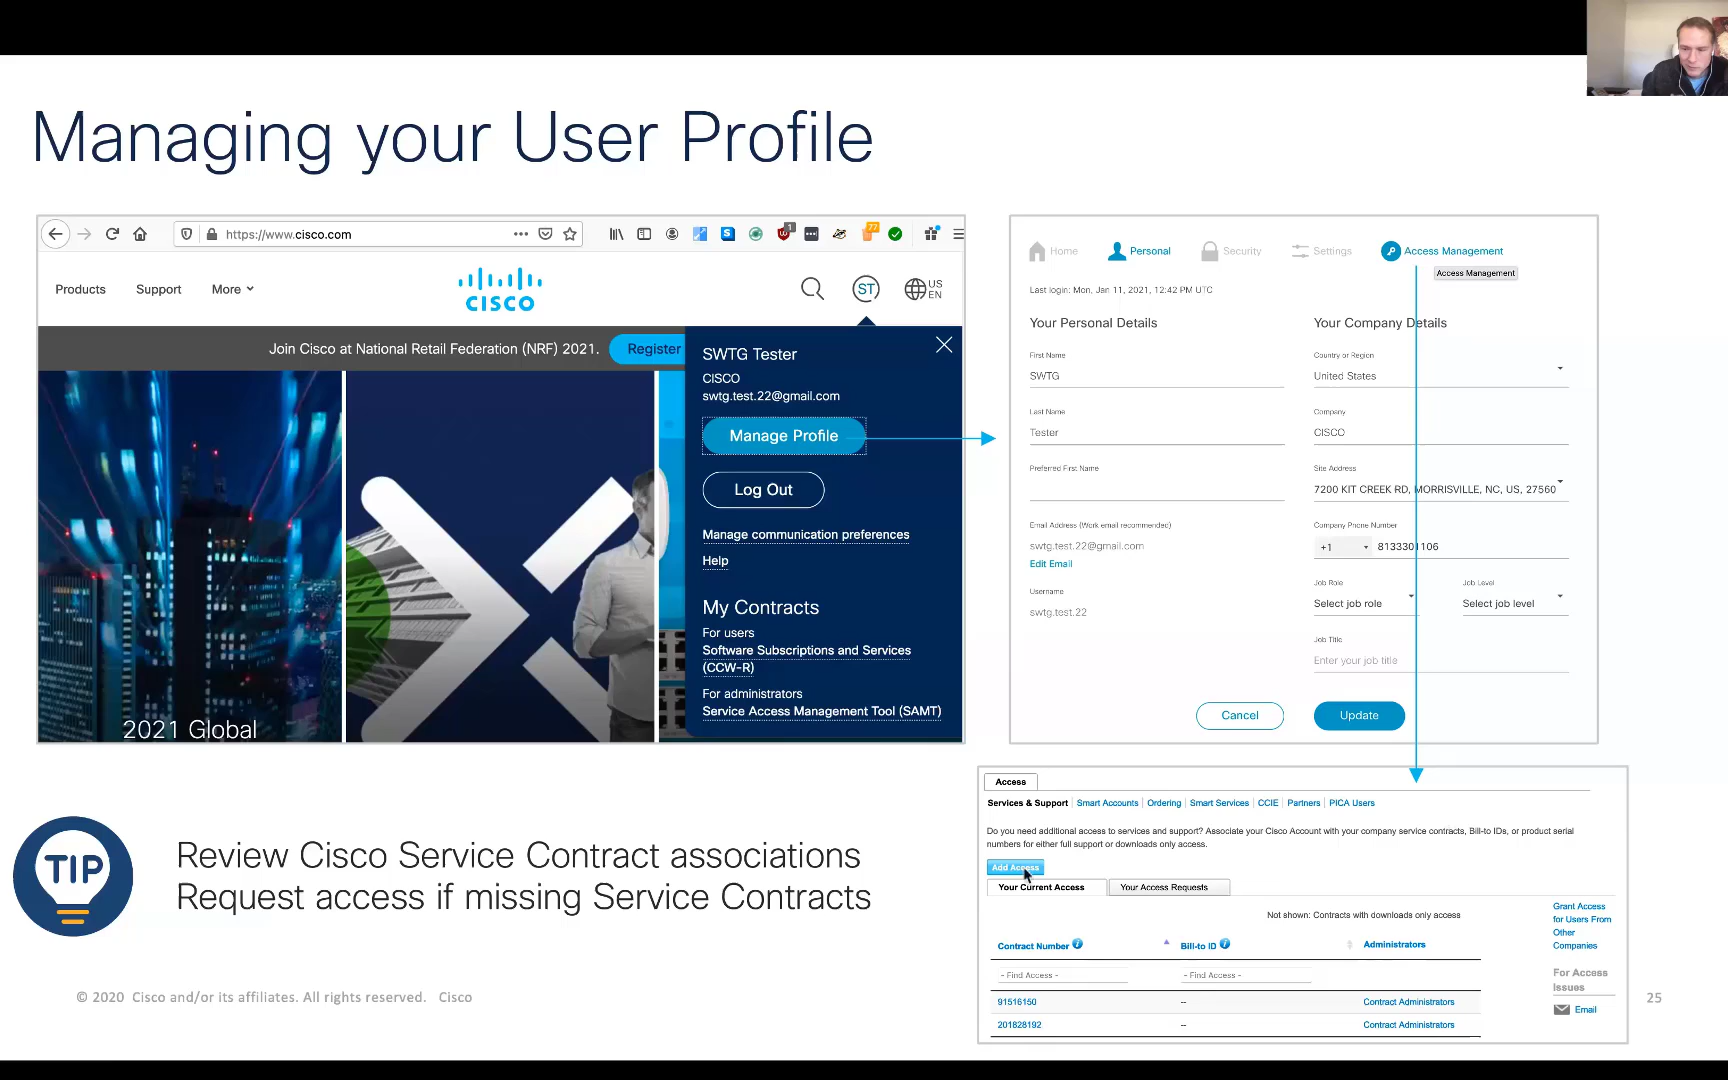 Managing your User Profile
https://www.cisco.com
1
77
Products
Support
More
CISCO
ST
US
EN
Join Cisco at National Retail Federation (NRF) 2021.
Register
2021 Global
SWTG Tester
CISCO
swtg.test.22@gmail.com
Manage Profile
Log Out
Manage communication preferences
Help
My Contracts
For users
Software Subscriptions and Services
(CCW-R)
For administrators
Service Access Management Tool (SAMT)
Home
Personal
Security
Settings
Access Management
Access Management
Last login: Mon, Jan 11, 2021, 12:42 PM UTC
Your Personal Details
First Name
SWTG
Last Name
Tester
Preferred First Name
Email Address (Work email recommended)
swtg.test.22@gmail.com
Edit Email
Username
swtg.test.22
Your Company Details
Country or Region
United States
Company
CISCO
Site Address
7200 KIT CREEK RD, MORRISVILLE, NC, US, 27560
Company Phone Number
+1
8133301106
Job Role
Select job role
Job Level
Select job level
Job Title
Enter your job title
Cancel
Update
TIP
Review Cisco Service Contract associations
Request access if missing Service Contracts
Access
Services & Support | Smart Accounts | Ordering | Smart Services | CCIE | Partners | PICA Users
Do you need additional access to services and support? Associate your Cisco Account with your company service contracts, Bill-to IDs, or product serial
numbers for either full support or downloads only access.
Add Access
Your Current Access
Your Access Requests
Not shown: Contracts with downloads only access
Contract Number
Bill-to ID
Administrators
- Find Access -
- Find Access -
91516150
--
Contract Administrators
201828192
--
Contract Administrators
Grant Access
for Users From
Other
Companies
For Access
Issues
Email
© 2020 Cisco and/or its affiliates. All rights reserved. Cisco
25